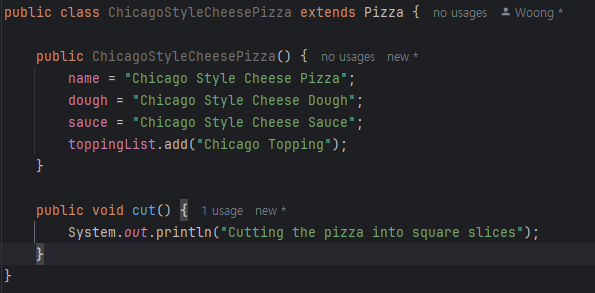 public class ChicagoStyleCheesePizza extends Pizza { no usages Woong *
public ChicagoStyleCheesePizza() { no usages new *
name = "Chicago Style Cheese Pizza";
dough = "Chicago Style Cheese Dough";
sauce = "Chicago Style Cheese Sauce";
toppingList.add("Chicago Topping");
}
public void cut() { 1 usage new *
System.out.println("Cutting the pizza into square slices");
}
}